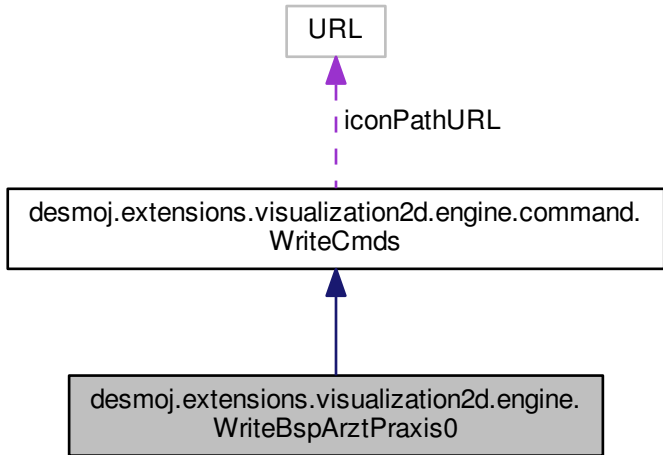 URL
iconPathURL
desmoj.extensions.visualization2d.engine.command.
WriteCmds
desmoj.extensions.visualization2d.engine.
WriteBspArztPraxis0